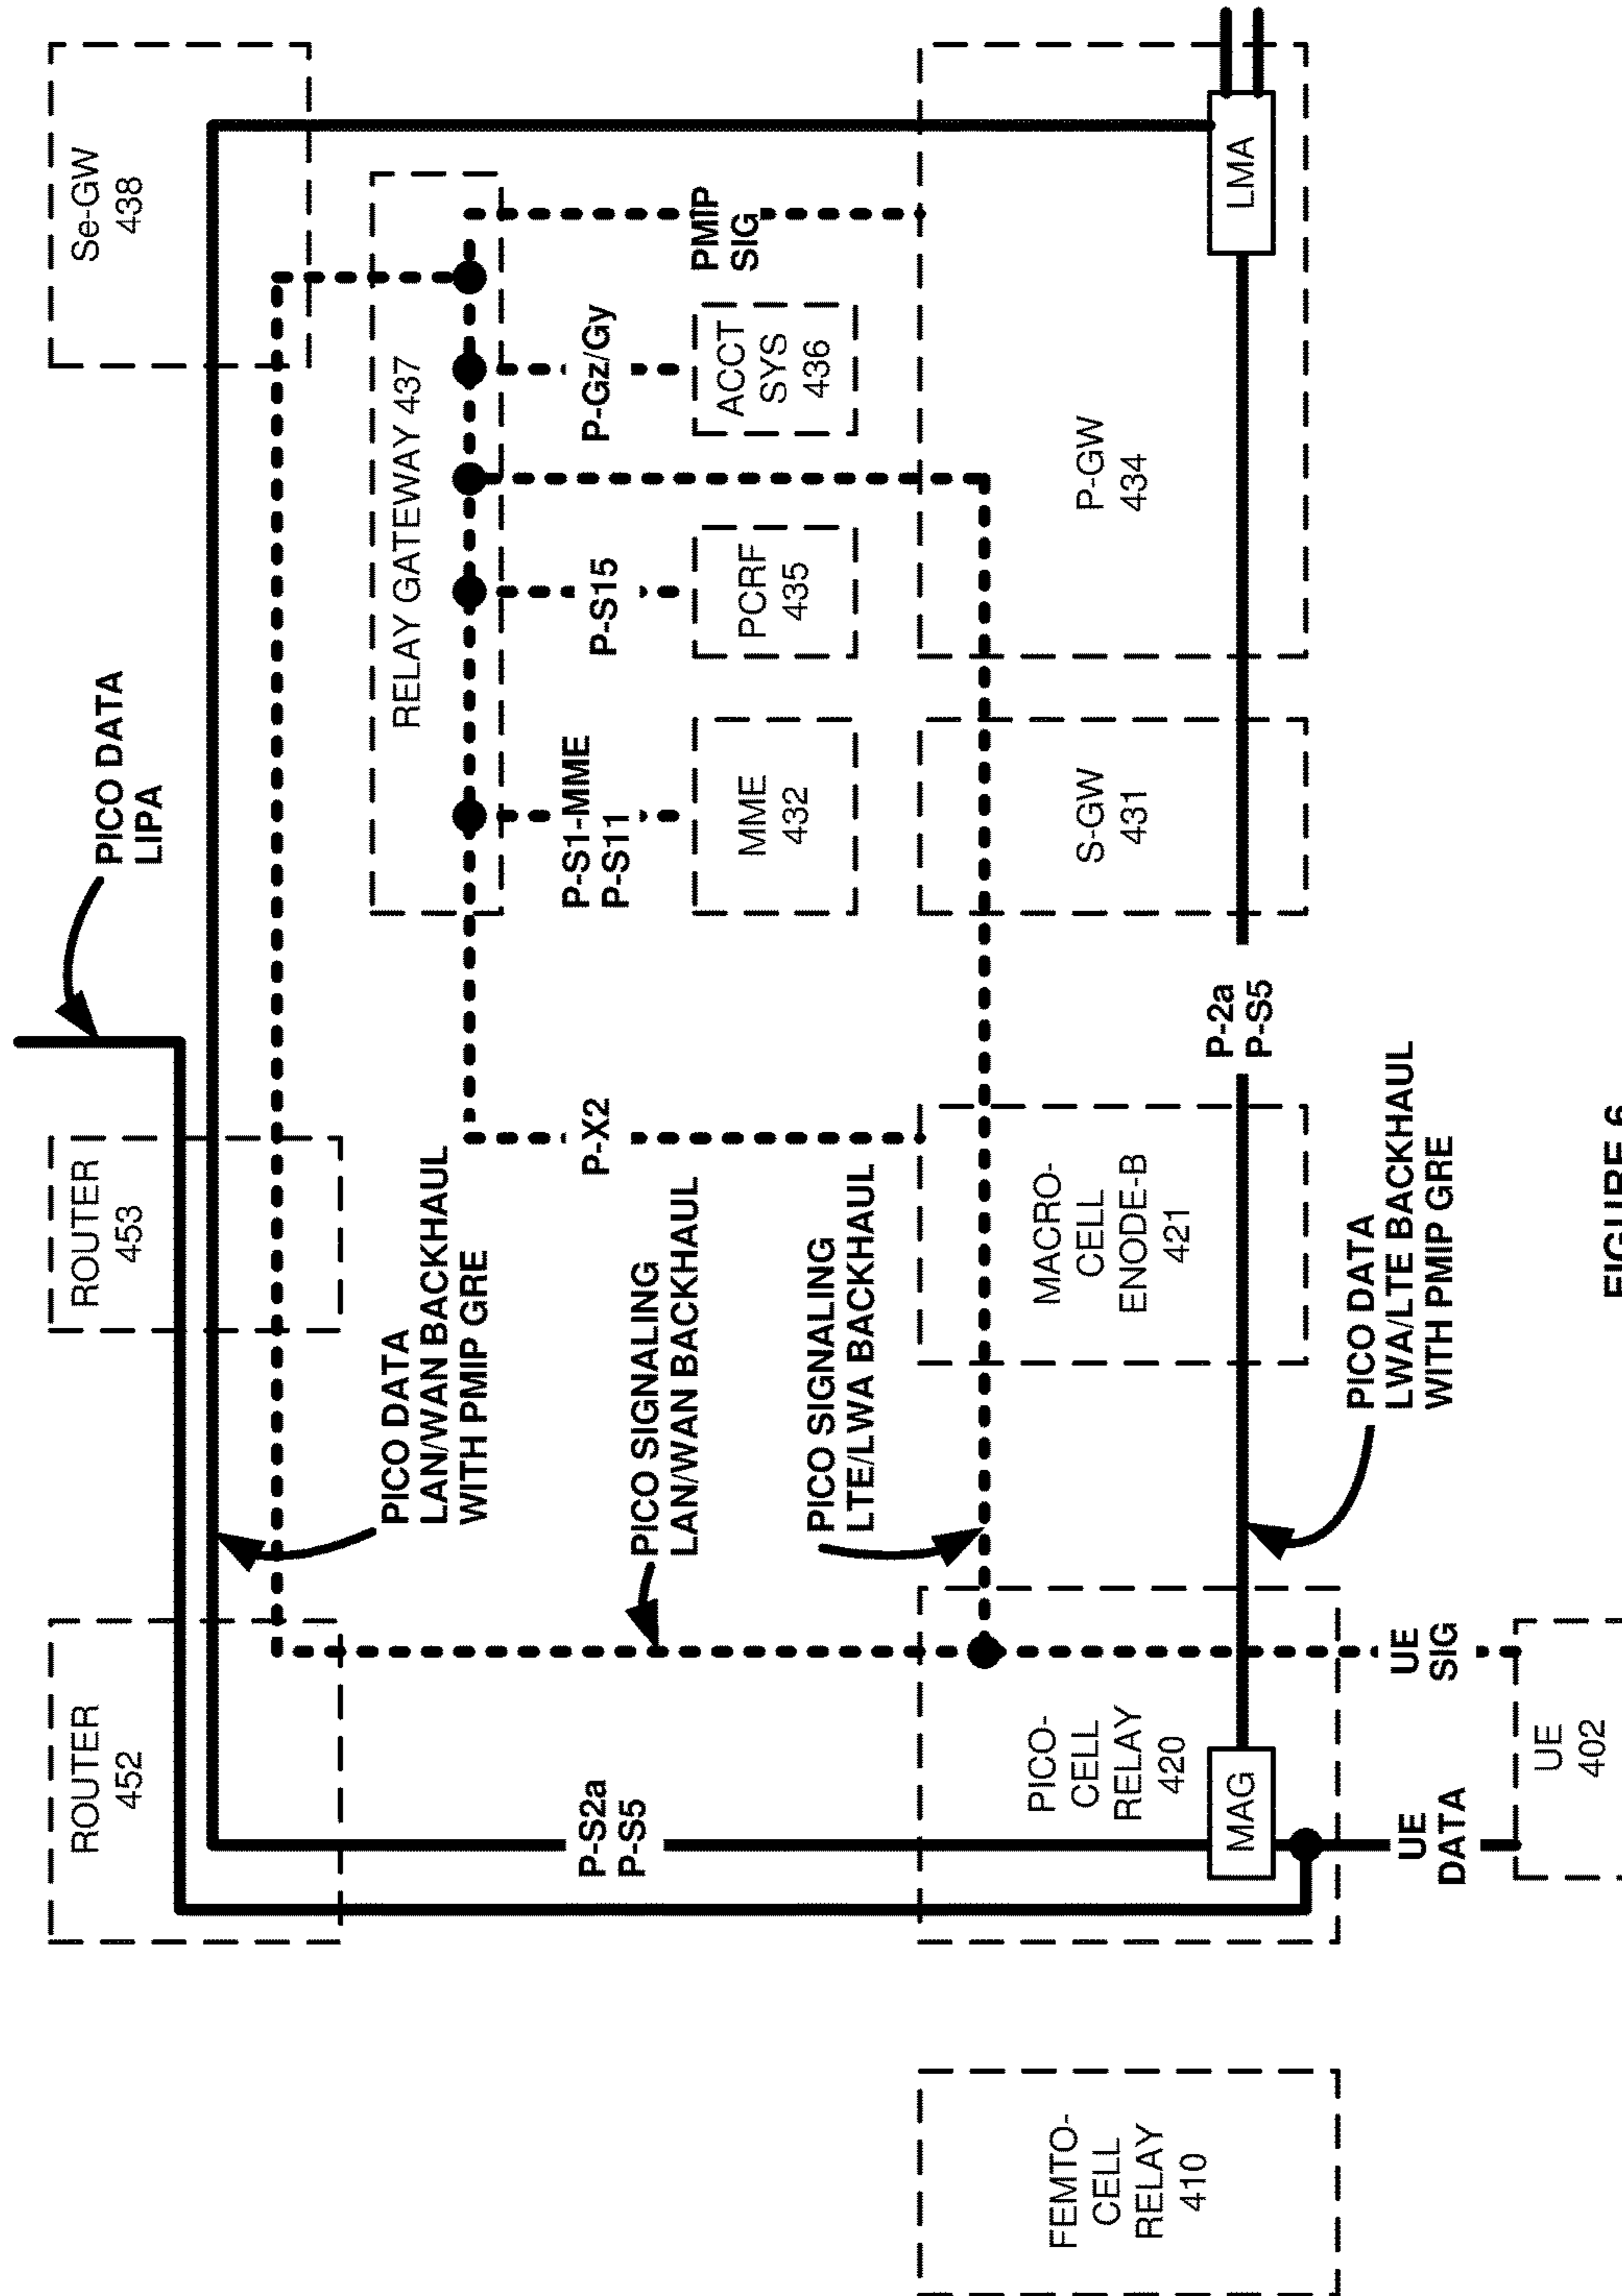 PICO DATA
LIPA
ROUTER
452
ROUTER
453
Se-GW
438
PICO DATA
LAN/WAN BACKHAUL
WITH PMIP GRE
RELAY GATEWAY 437
P-S2a
P-S5
PICO SIGNALING
LAN/WAN BACKHAUL
P-X2
P-S1-MME
P-S11
P-S15
P-Gz/Gy
PMIP
SIG
PICO SIGNALING
LTE/LWA BACKHAUL
MME
432
PCRF
435
ACCT
SYS
436
FEMTO-
CELL
RELAY
410
PICO-
CELL
RELAY
420
MACRO-
CELL
ENODE-B
421
S-GW
431
P-GW
434
MAG
P-2a
P-S5
LMA
UE
DATA
UE
SIG
PICO DATA
LWA/LTE BACKHAUL
WITH PMIP GRE
UE
402
FIGURE 6